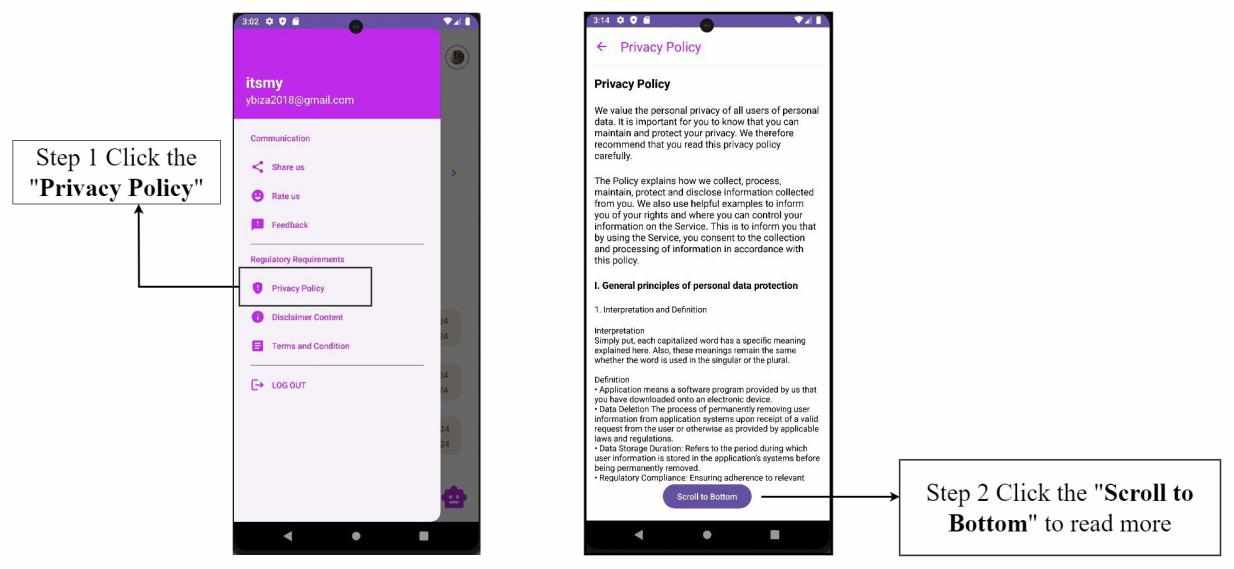 Step 1 Click the
"Privacy Policy"
3:02
itsmy
ybiza2018@gmail.com
Communication
Share us
Rate us
Feedback
Regulatory Requirements
Privacy Policy
Disclaimer Content
Terms and Condition
LOG OUT
24
24
24
24
24
3:14
Privacy Policy
Privacy Policy
We value the personal privacy of all users of personal
data. It is important for you to know that you can
maintain and protect your privacy. We therefore
recommend that you read this privacy policy
carefully.
The Policy explains how we collect, process,
maintain, protect and disclose information collected
from you. We also use helpful examples to inform
you of your rights and where you can control your
information on the Service. This is to inform you that
by using the Service, you consent to the collection
and processing of information in accordance with
this policy.
I. General principles of personal data protection
1. Interpretation and Definition
Interpretation
Simply put, each capitalized word has a specific meaning
explained here. Also, these meanings remain the same
whether the word is used in the singular or the plural.
Definition
• Application means a software program provided by us that
you have downloaded onto an electronic device.
• Data Deletion The process of permanently removing user
information from application systems upon receipt of a valid
request from the user or otherwise as provided by applicable
laws and regulations.
• Data Storage Duration: Refers to the period during which
user information is stored in the application's systems before
being permanently removed.
• Regulatory Compliance: Ensuring adherence to relevant
Scroll to Bottom
Step 2 Click the "Scroll to
Bottom" to read more